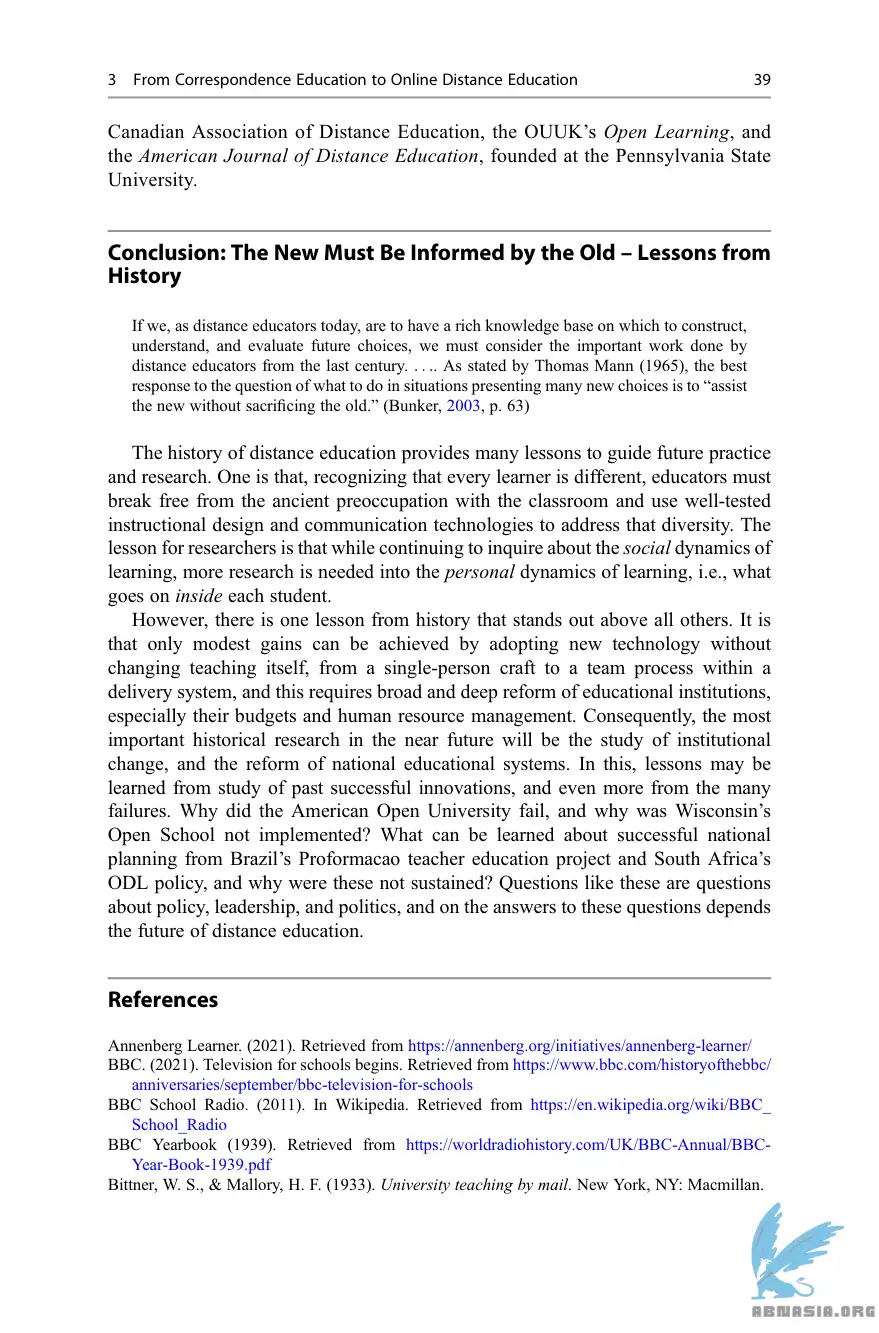 3 From Correspondence Education to Online Distance Education 39
Canadian Association of Distance Education, the OUUK’s Open Learning, and
the American Journal of Distance Education, founded at the Pennsylvania State
University.
Conclusion: The New Must Be Informed by the Old – Lessons from
History
If we, as distance educators today, are to have a rich knowledge base on which to construct,
understand, and evaluate future choices, we must consider the important work done by
distance educators from the last century. . . .. As stated by Thomas Mann (1965), the best
response to the question of what to do in situations presenting many new choices is to “assist
the new without sacrificing the old.” (Bunker, 2003, p. 63)
The history of distance education provides many lessons to guide future practice
and research. One is that, recognizing that every learner is different, educators must
break free from the ancient preoccupation with the classroom and use well-tested
instructional design and communication technologies to address that diversity. The
lesson for researchers is that while continuing to inquire about the social dynamics of
learning, more research is needed into the personal dynamics of learning, i.e., what
goes on inside each student.
However, there is one lesson from history that stands out above all others. It is
that only modest gains can be achieved by adopting new technology without
changing teaching itself, from a single-person craft to a team process within a
delivery system, and this requires broad and deep reform of educational institutions,
especially their budgets and human resource management. Consequently, the most
important historical research in the near future will be the study of institutional
change, and the reform of national educational systems. In this, lessons may be
learned from study of past successful innovations, and even more from the many
failures. Why did the American Open University fail, and why was Wisconsin’s
Open School not implemented? What can be learned about successful national
planning from Brazil’s Proformacao teacher education project and South Africa’s
ODL policy, and why were these not sustained? Questions like these are questions
about policy, leadership, and politics, and on the answers to these questions depends
the future of distance education.
References
Annenberg Learner. (2021). Retrieved from https://annenberg.org/initiatives/annenberg-learner/
BBC. (2021). Television for schools begins. Retrieved from https://www.bbc.com/historyofthebbc/
anniversaries/september/bbc-television-for-schools
BBC School Radio. (2011). In Wikipedia. Retrieved from https://en.wikipedia.org/wiki/BBC_
School_Radio
BBC Yearbook (1939). Retrieved from https://worldradiohistory.com/UK/BBC-Annual/BBC-
Year-Book-1939.pdf
Bittner, W. S., & Mallory, H. F. (1933). University teaching by mail. New York, NY: Macmillan.
ABNASIA.ORG